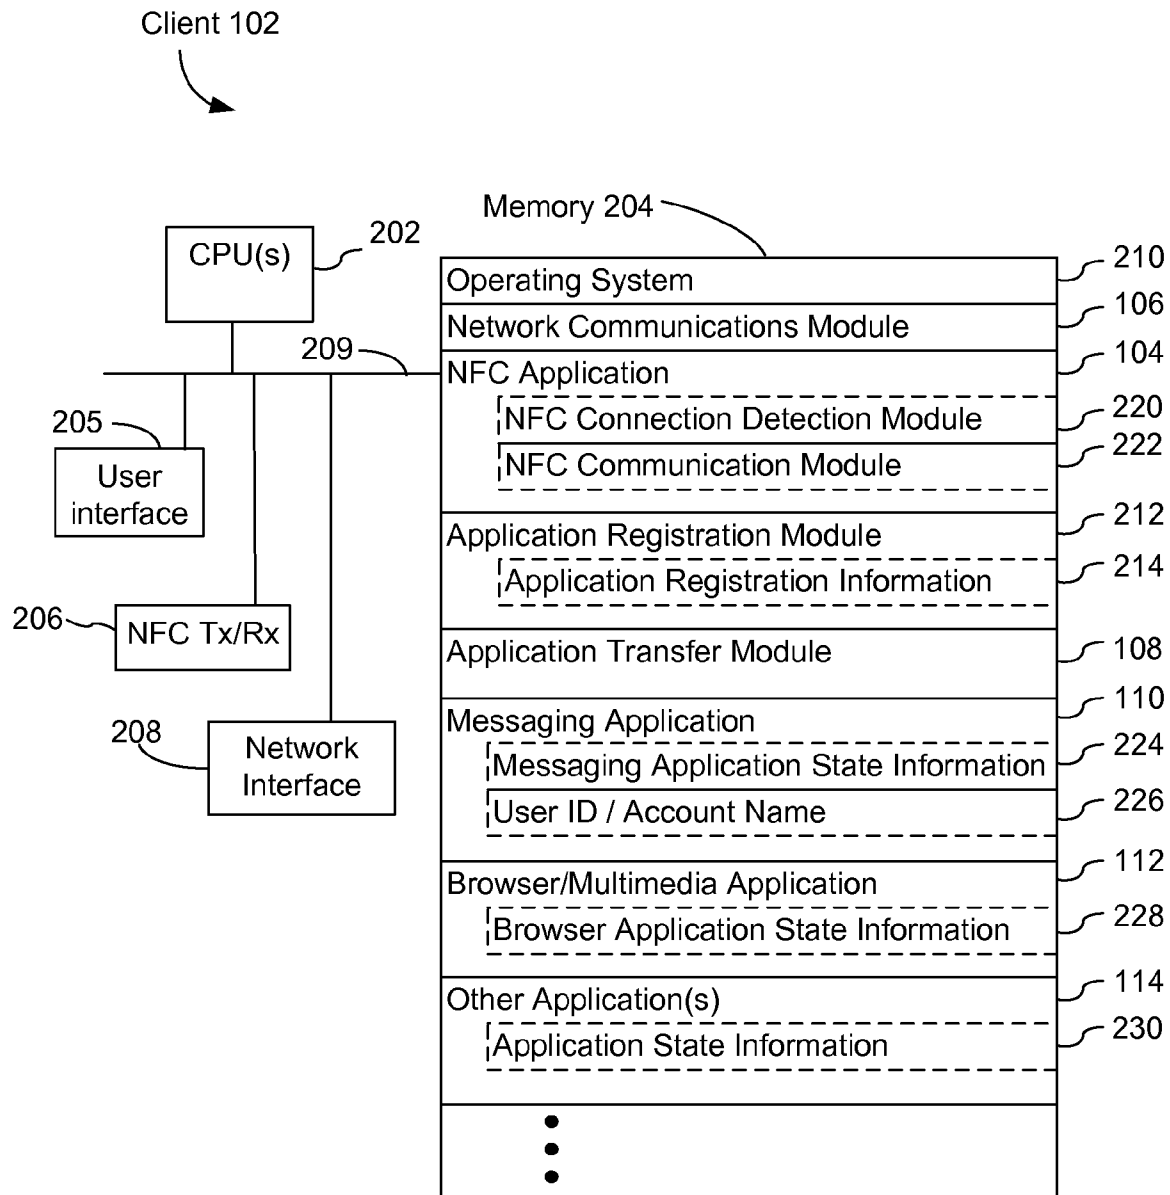 Client 102
Memory 204
CPU(s)
202
Operating System
210
Network Communications Module
106
209
NFC Application
104
NFC Connection Detection Module
220
NFC Communication Module
222
205
User
interface
Application Registration Module
212
Application Registration Information
214
206
NFC Tx/Rx
Application Transfer Module
108
Messaging Application
110
208
Network
Interface
Messaging Application State Information
224
User ID / Account Name
226
Browser/Multimedia Application
112
Browser Application State Information
228
Other Application(s)
114
Application State Information
230